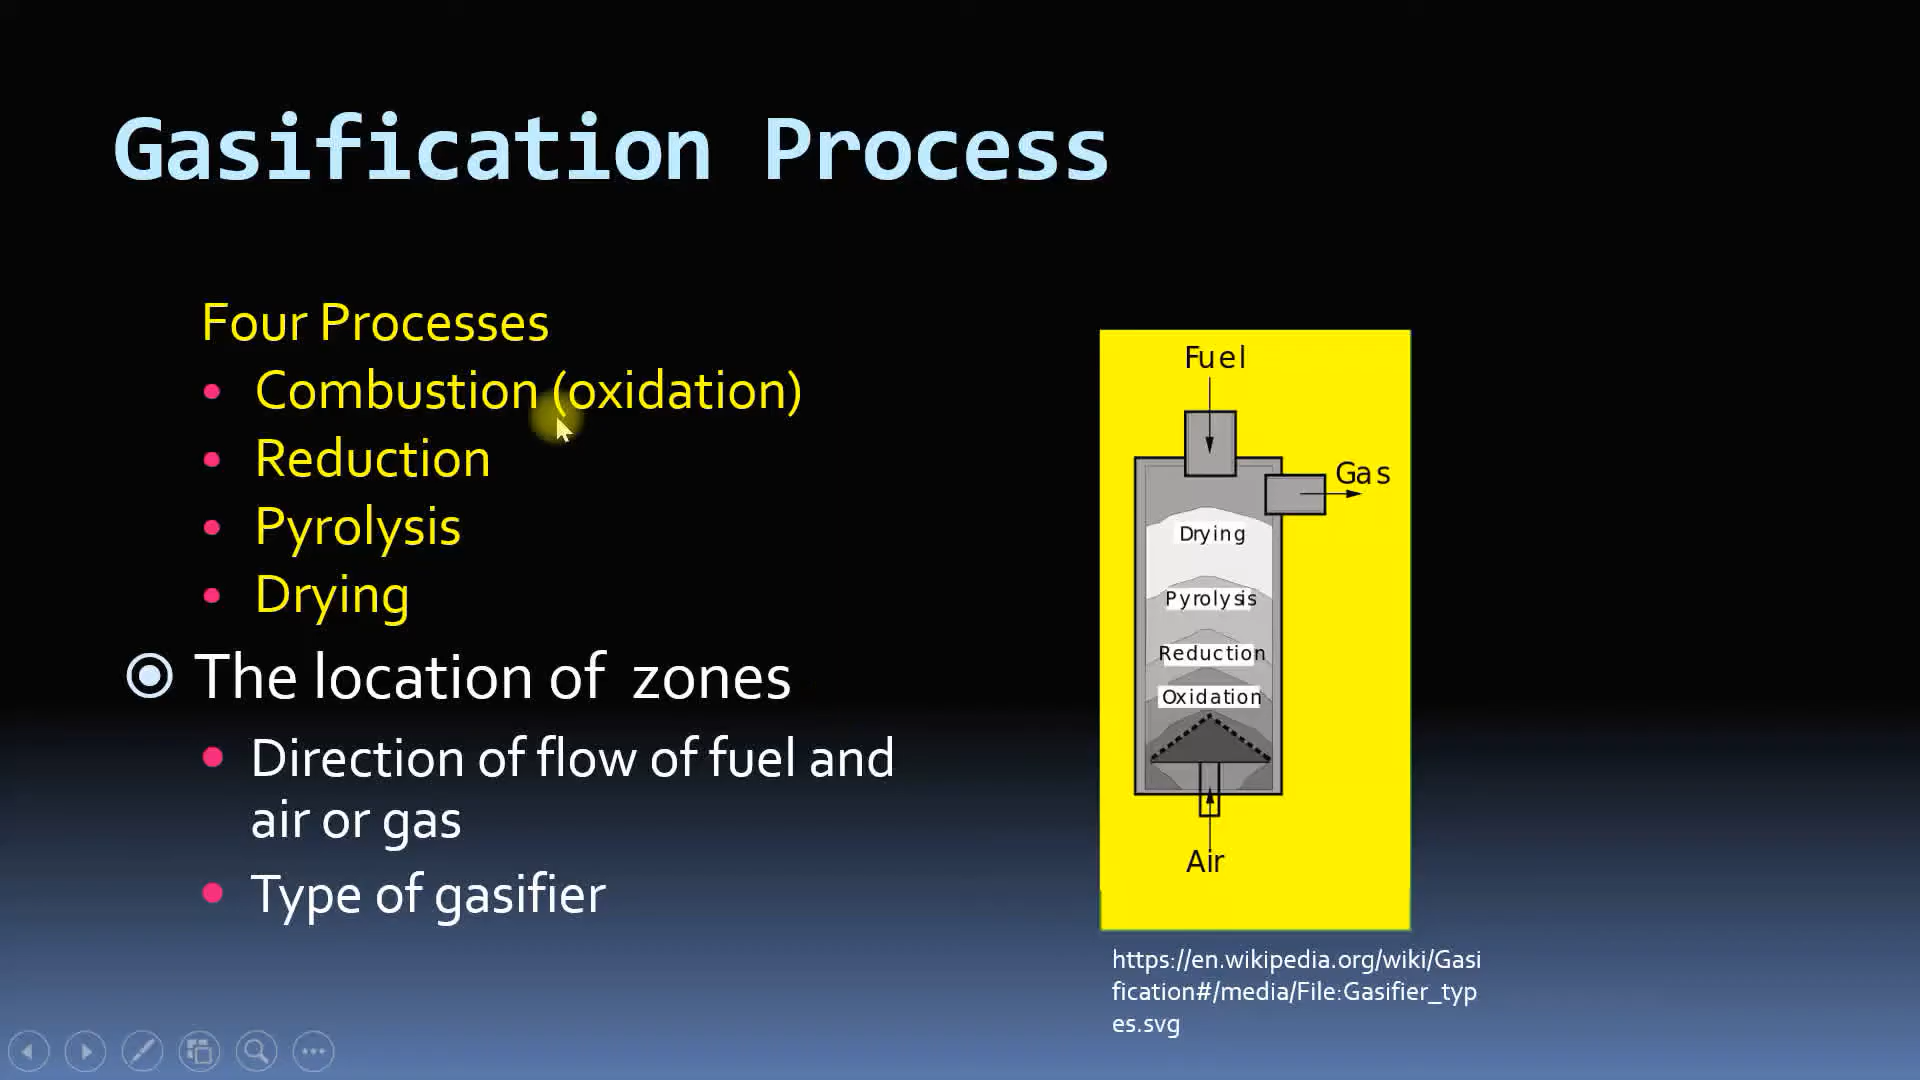 Gasification Process
Four Processes
• Combustion (oxidation)
• Reduction
• Pyrolysis
• Drying
The location of zones
• Direction of flow of fuel and
air or gas
• Type of gasifier
Fuel
Gas
Drying
Pyrolysis
Reduction
Oxidation
Air
https://en.wikipedia.org/wiki/Gasi
fication#/media/File:Gasifier_typ
es.svg